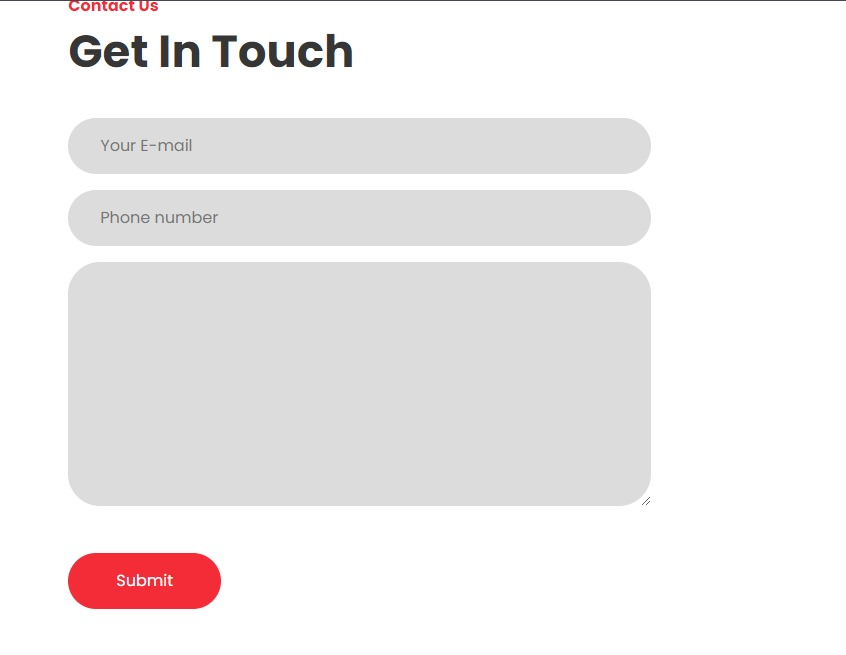 Contact Us
Get In Touch
Your E-mail
Phone number
Submit